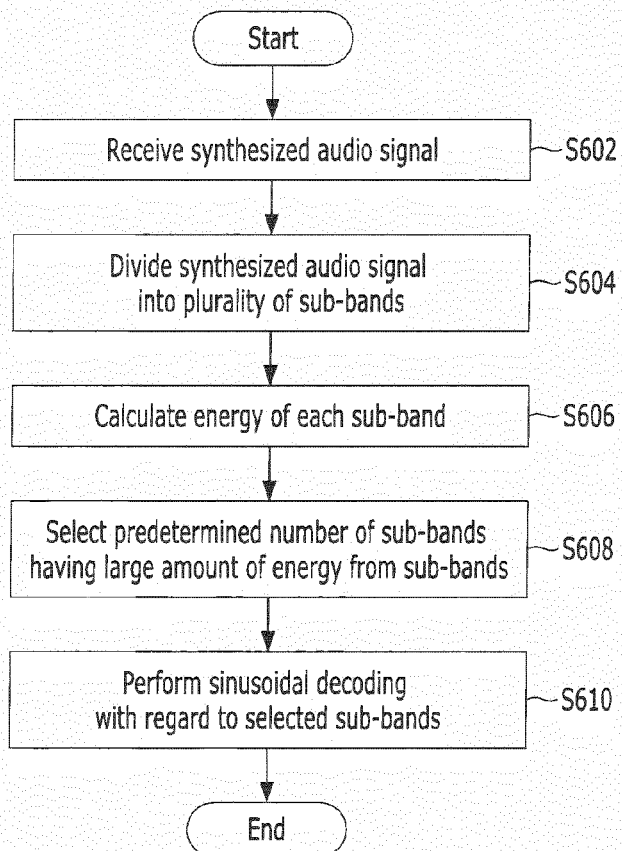 Start
Receive synthesized audio signal
S602
Divide synthesized audio signal
into plurality of sub-bands
S604
Calculate energy of each sub-band
S606
Select predetermined number of sub-bands
having large amount of energy from sub-bands
S608
Perform sinusoidal decoding
with regard to selected sub-bands
S610
End